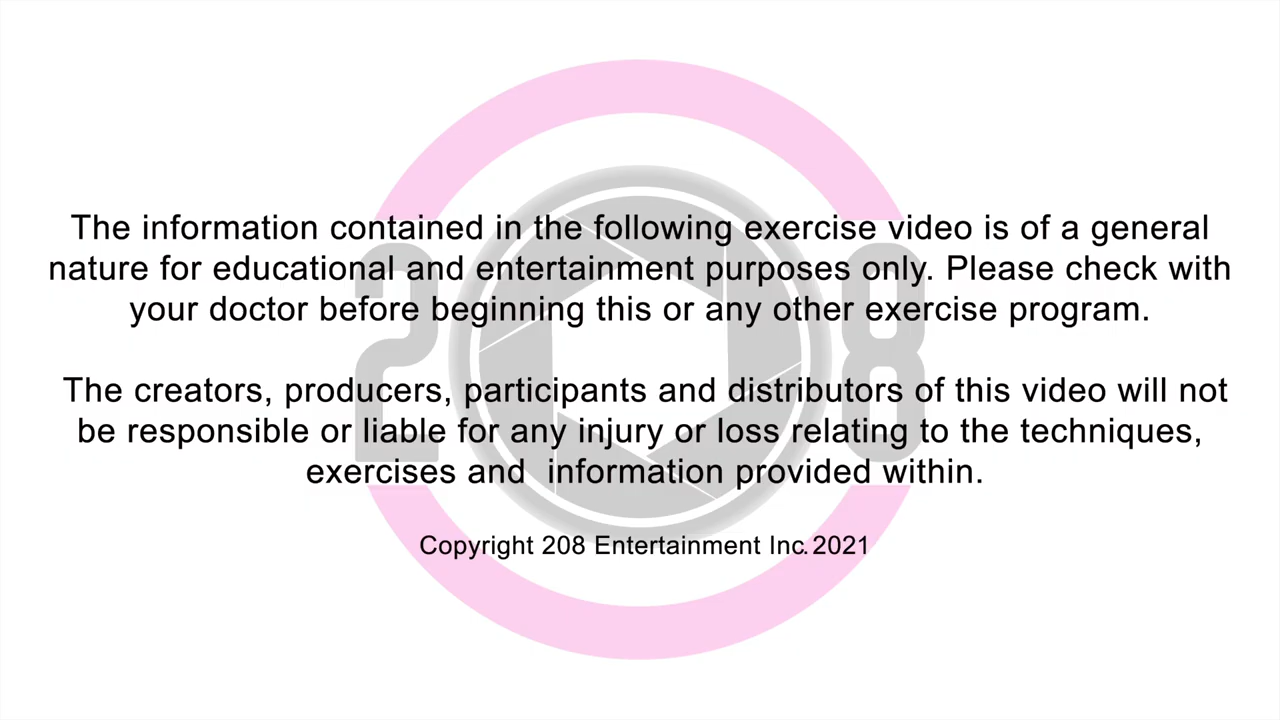 The information contained in the following exercise video is of a general
nature for educational and entertainment purposes only. Please check with
your doctor before beginning this or any other exercise program.
208
The creators, producers, participants and distributors of this video will not
be responsible or liable for any injury or loss relating to the techniques,
exercises and  information provided within.
Copyright 208 Entertainment Inc. 2021